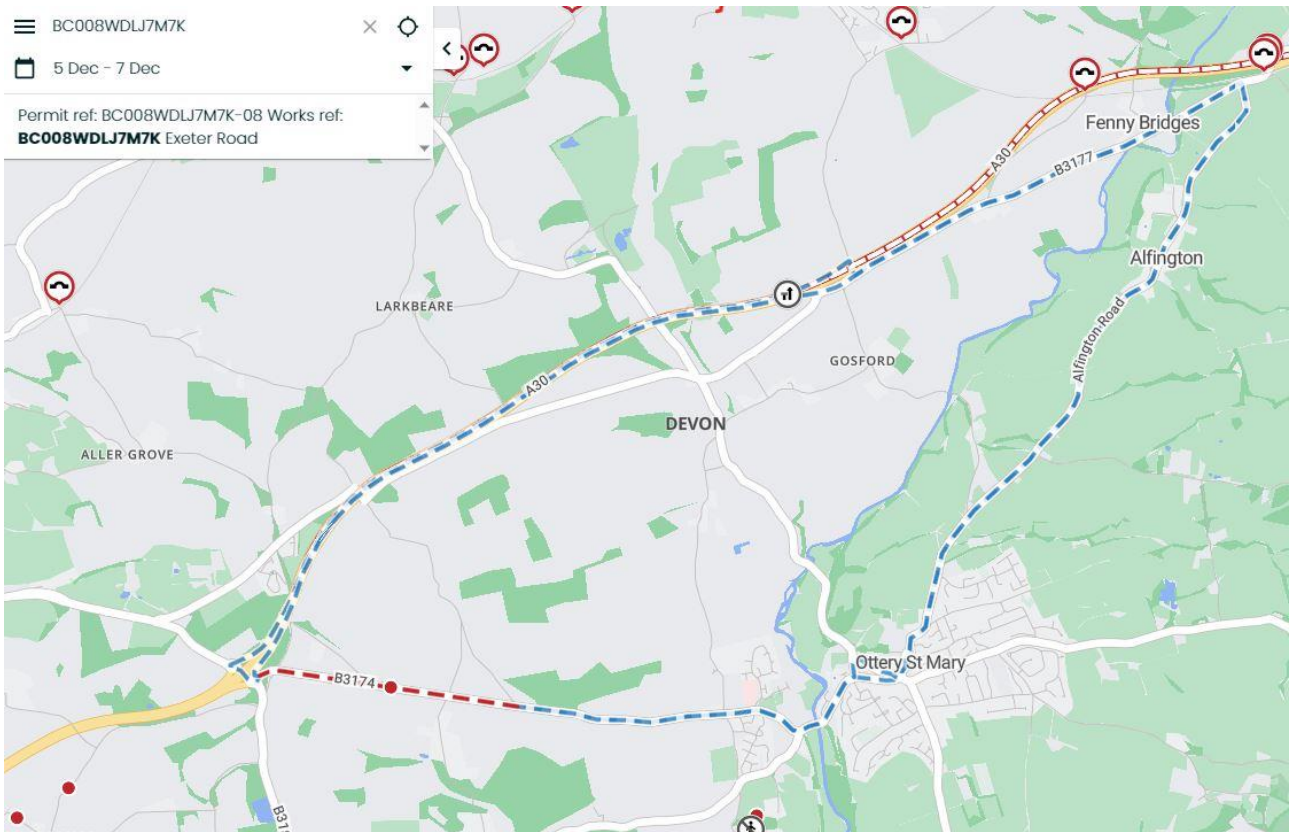 BC008WDLJ7M7K
5 Dec - 7 Dec
Permit ref: BC008WDLJ7M7K-08 Works ref:
BC008WDLJ7M7K Exeter Road
Fenny Bridges
A30
B3177
Alfington
LARKBEARE
Alfington Road
GOSFORD
A30
DEVON
ALLER GROVE
Ottery St Mary
B3174